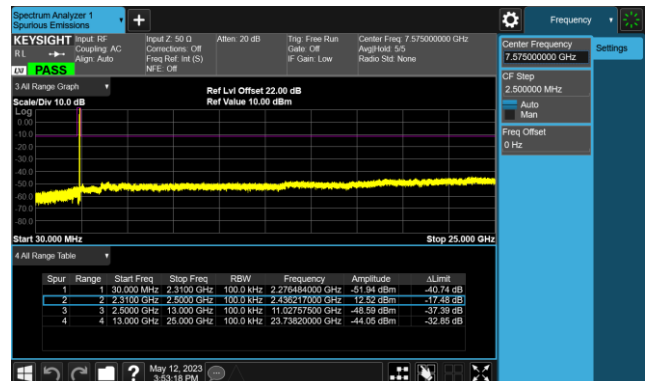 Spectrum Analyzer 1
Spurious Emissions
Frequency
KEYSIGHT Input: RF Input Z: 50 Ω Atten: 20 dB Trig: Free Run Center Freq: 7.575000000 GHz
RL Coupling: AC Corrections: Off Gate: Off Avg|Hold: 5/5
Align: Auto Freq Ref: Int (S) IF Gain: Low Radio Std: None
LW PASS NFE: Off
Center Frequency
7.575000000 GHz
Settings
CF Step
2.500000 MHz
Auto
Man
Freq Offset
0 Hz
3 All Range Graph
Ref Lvl Offset 22.00 dB
Scale/Div 10.0 dB Ref Value 10.00 dBm
Log
0.00
-10.0
-20.0
-30.0
-40.0
-50.0
-60.0
-70.0
-80.0
Start 30.000 MHz Stop 25.000 GHz
4 All Range Table
Spur Range Start Freq Stop Freq RBW Frequency Amplitude ΔLimit
1 1 30.000 MHz 2.3100 GHz 100.0 kHz 2.276484000 GHz -51.94 dBm -40.74 dB
2 2 2.3100 GHz 2.5000 GHz 100.0 kHz 2.436217000 GHz 12.52 dBm -17.48 dB
3 3 2.5000 GHz 13.000 GHz 100.0 kHz 11.02757500 GHz -48.59 dBm -37.39 dB
4 4 13.000 GHz 25.000 GHz 100.0 kHz 23.73820000 GHz -44.05 dBm -32.85 dB
May 12, 2023
3:53:18 PM